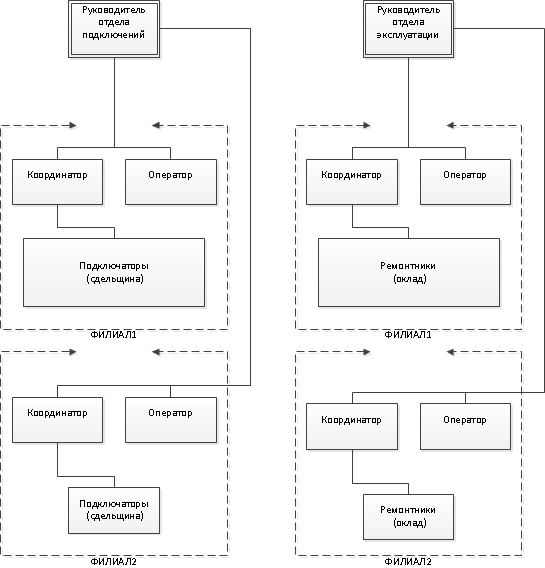 Руководитель
отдела
подключений
Руководитель
отдела
эксплуатации
Координатор
Оператор
Координатор
Оператор
Подключаторы
(сдельщина)
Ремонтники
(оклад)
ФИЛИАЛ1
ФИЛИАЛ1
Координатор
Оператор
Координатор
Оператор
Подключаторы
(сдельщина)
Ремонтники
(оклад)
ФИЛИАЛ2
ФИЛИАЛ2